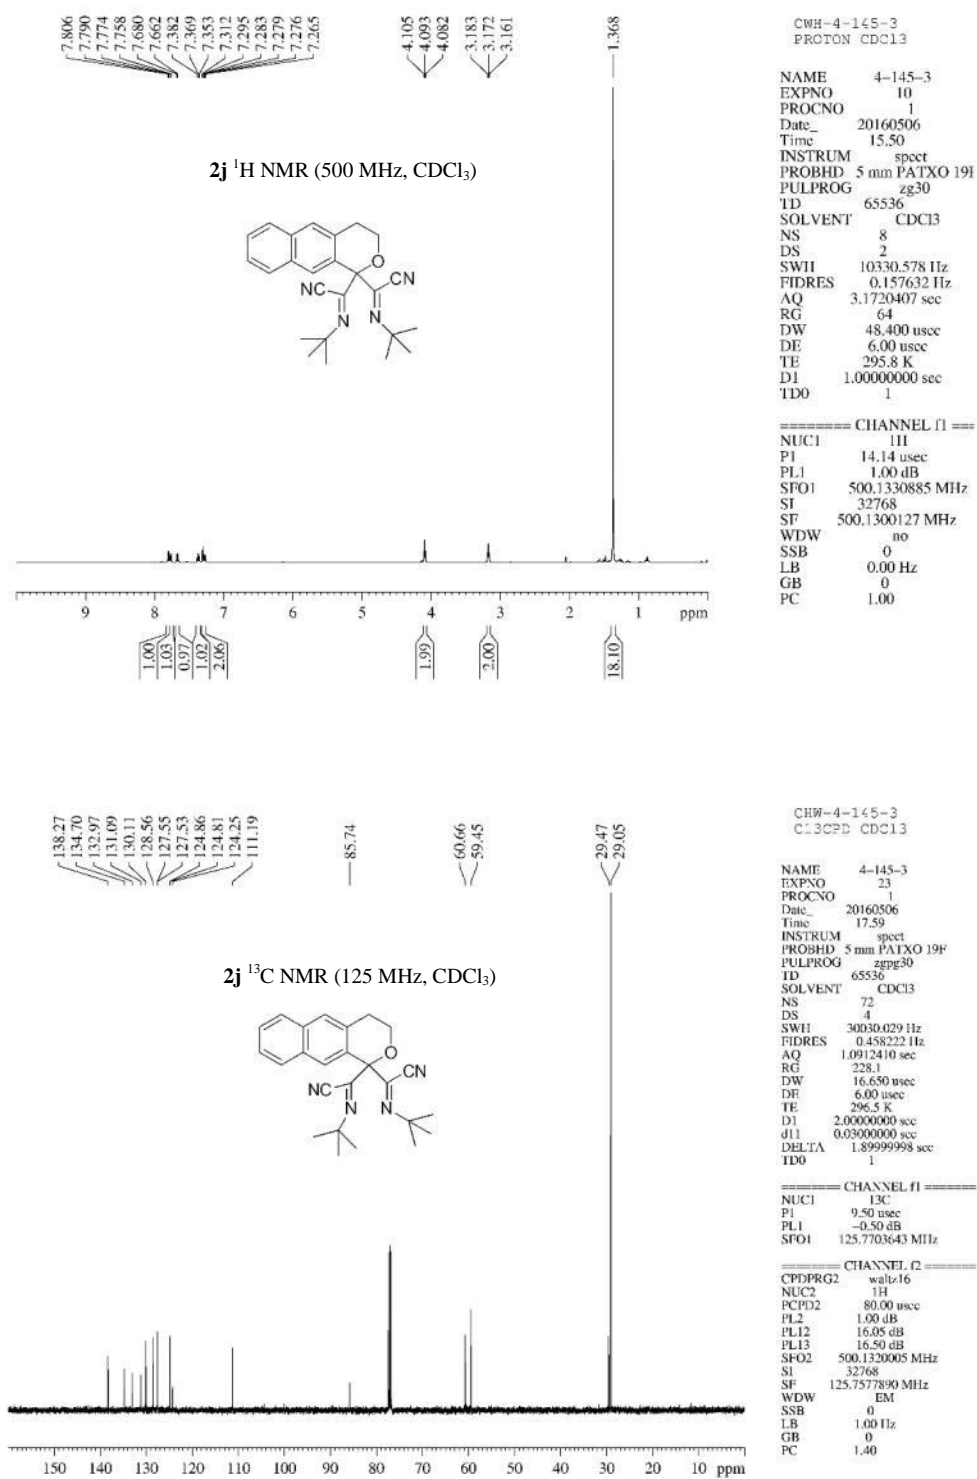 7.806
7.790
7.774
7.758
7.680
7.662
7.382
7.369
7.353
7.312
7.295
7.283
7.279
7.276
7.265
4.105
4.093
4.082
3.183
3.172
3.161
1.368
CWH-4-145-3
PROTON CDCl3
NAME 4-145-3
EXPNO 10
PROCNO 1
Date_ 20160506
Time 15.50
INSTRUM spect
PROBHD 5 mm PATXO 19F
PULPROG zg30
TD 65536
SOLVENT CDCl3
NS 8
DS 2
SWH 10330.578 Hz
FIDRES 0.157632 Hz
AQ 3.1720407 sec
RG 64
DW 48.400 usec
DE 6.00 usec
TE 295.8 K
D1 1.00000000 sec
TD0 1
======== CHANNEL f1 ===
NUC1 1H
P1 14.14 usec
PL1 1.00 dB
SFO1 500.1330885 MHz
SI 32768
SF 500.1300127 MHz
WDW no
SSB 0
LB 0.00 Hz
GB 0
PC 1.00
2j ¹H NMR (500 MHz, CDCl₃)
O
NC CN
N N
9 8 7 6 5 4 3 2 1 ppm
1.00
1.03
0.97
1.02
2.06
1.99
2.00
18.10
138.27
134.70
132.97
131.09
130.11
128.56
127.55
127.53
124.86
124.81
124.25
111.19
85.74
60.66
59.45
29.47
29.05
CHW-4-145-3
C13CPD CDCl3
NAME 4-145-3
EXPNO 23
PROCNO 1
Date_ 20160506
Time 17.59
INSTRUM spect
PROBHD 5 mm PATXO 19F
PULPROG zgpg30
TD 65536
SOLVENT CDCl3
NS 72
DS 4
SWH 30030.029 Hz
FIDRES 0.458222 Hz
AQ 1.0912410 sec
RG 228.1
DW 16.650 usec
DE 6.00 usec
TE 296.5 K
D1 2.00000000 sec
d11 0.03000000 sec
DELTA 1.89999998 sec
TD0 1
======== CHANNEL f1 ========
NUC1 13C
P1 9.50 usec
PL1 -0.50 dB
SFO1 125.7703643 MHz
======== CHANNEL f2 ========
CPDPRG2 waltz16
NUC2 1H
PCPD2 80.00 usec
PL2 1.00 dB
PL12 16.05 dB
PL13 16.50 dB
SFO2 500.1320005 MHz
SI 32768
SF 125.7577890 MHz
WDW EM
SSB 0
LB 1.00 Hz
GB 0
PC 1.40
2j ¹³C NMR (125 MHz, CDCl₃)
O
NC CN
N N
150 140 130 120 110 100 90 80 70 60 50 40 30 20 10 ppm